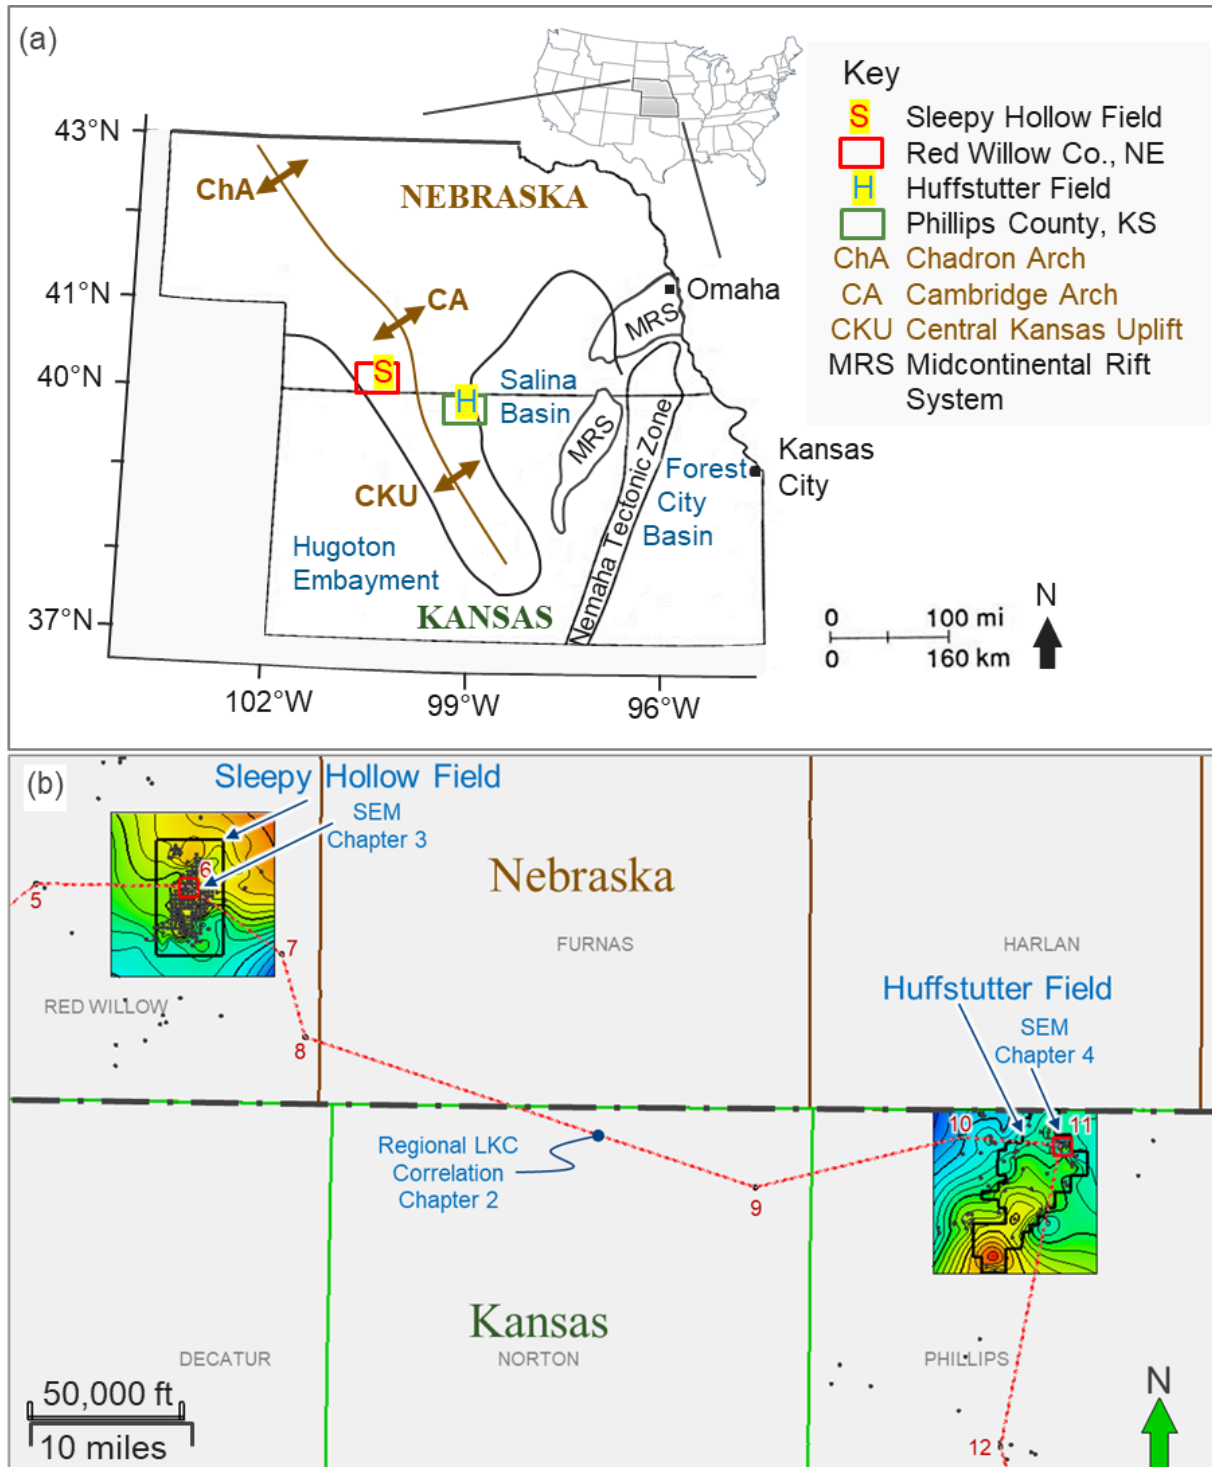 (a)
Key
S Sleepy Hollow Field
Red Willow Co., NE
H Huffstutter Field
Phillips County, KS
ChA Chadron Arch
CA Cambridge Arch
CKU Central Kansas Uplift
MRS Midcontinental Rift
System
43°N
41°N
40°N
37°N
102°W
99°W
96°W
ChA
NEBRASKA
CA
Omaha
MRS
S
H
Salina
Basin
MRS
Nemaha Tectonic Zone
Kansas
City
Forest
City
Basin
CKU
Hugoton
Embayment
KANSAS
0 100 mi
0 160 km
N
(b)
Sleepy Hollow Field
SEM
Chapter 3
5
6
7
8
Nebraska
FURNAS
HARLAN
RED WILLOW
Huffstutter Field
SEM
Chapter 4
10
11
Regional LKC
Correlation
Chapter 2
9
Kansas
DECATUR
NORTON
PHILLIPS
12
50,000 ft
10 miles
N